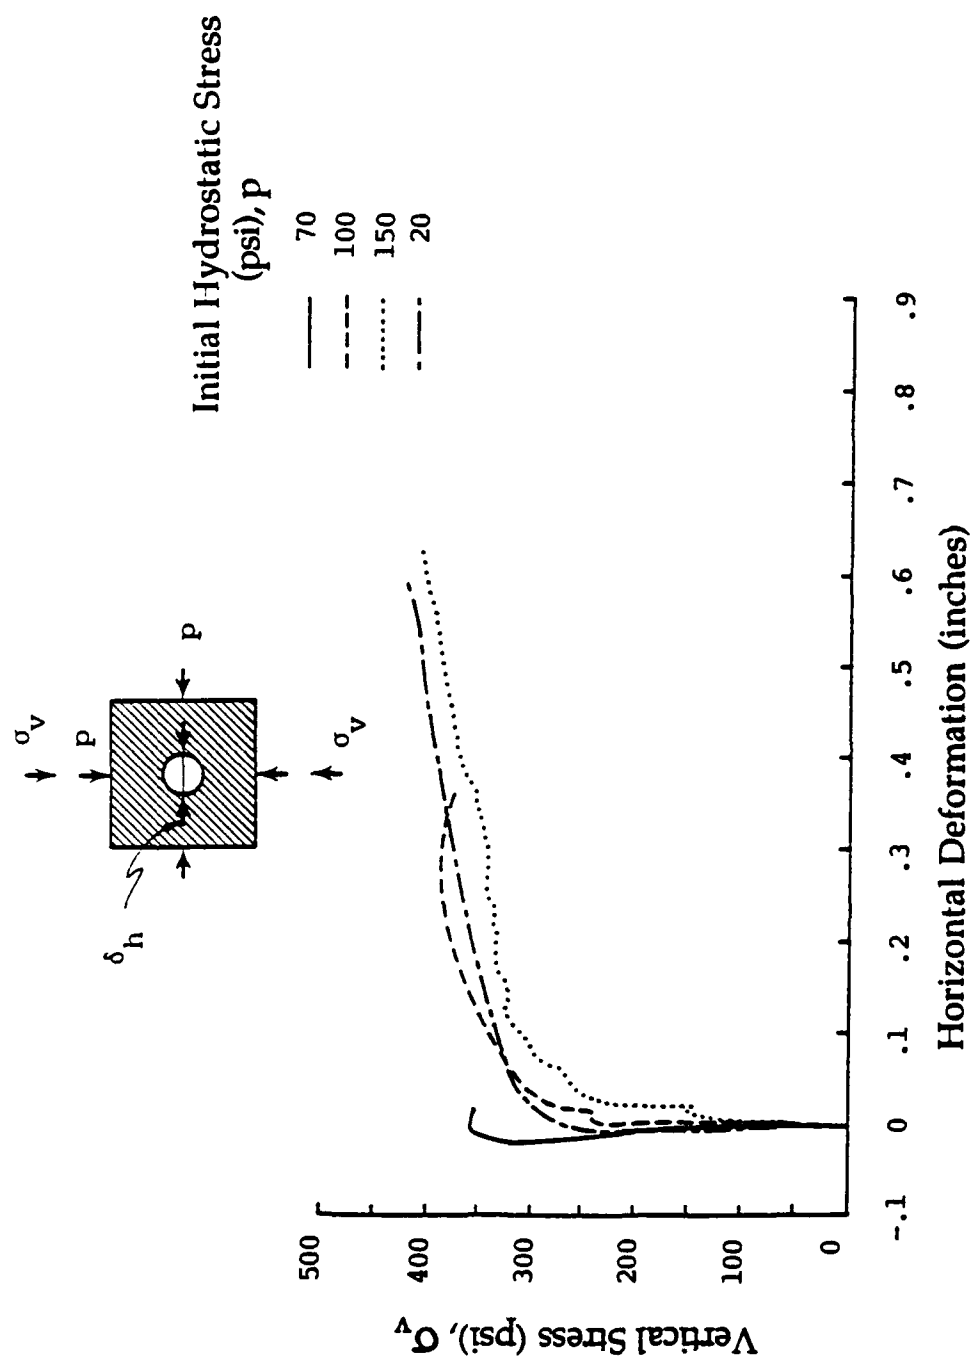 Initial Hydrostatic Stress
(psi), p
70
100
150
20
σv
p
p
σv
δh
500
400
300
200
100
0
Vertical Stress (psi), σv
-.1
0
.1
.2
.3
.4
.5
.6
.7
.8
.9
Horizontal Deformation (inches)